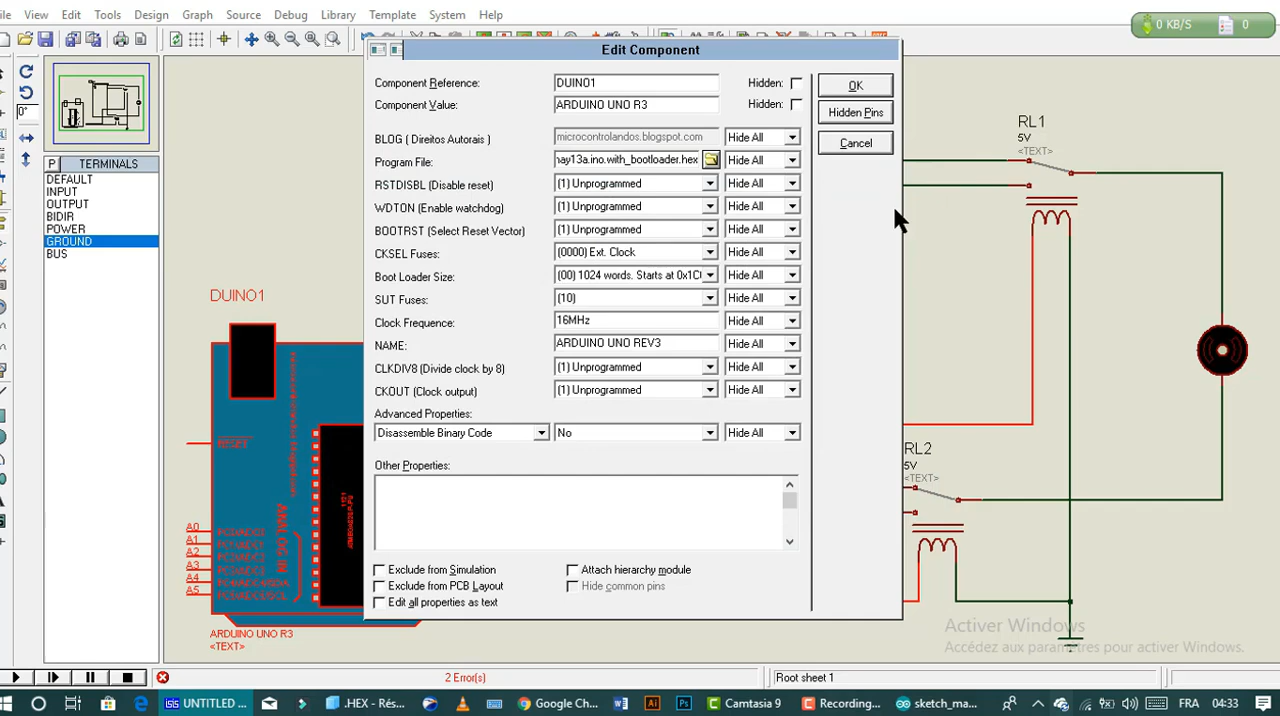 View Edit Tools Design Graph Source Debug Library Template System Help
0 KB/S 0
Edit Component
Component Reference: DUINO1 Hidden: OK
Component Value: ARDUINO UNO R3 Hidden:
Hidden Pins
BLOG ( Direitos Autorais ) microcontrolandos.blogspot.com Hide All
Cancel
Program File: ay13a.ino.with_bootloader.hex Hide All
RSTDISBL (Disable reset) (1) Unprogrammed Hide All
WDTON (Enable watchdog) (1) Unprogrammed Hide All
BOOTRST (Select Reset Vector) (1) Unprogrammed Hide All
CKSEL Fuses: (0000) Ext. Clock Hide All
Boot Loader Size: (00) 1024 words. Starts at 0x1C Hide All
SUT Fuses: (10) Hide All
Clock Frequency: 16MHz Hide All
NAME: ARDUINO UNO REV3 Hide All
CLKDIV8 (Divide clock by 8) (1) Unprogrammed Hide All
CKOUT (Clock output) (1) Unprogrammed Hide All
Advanced Properties:
Disassemble Binary Code No Hide All
Other Properties:
Exclude from Simulation Attach hierarchy module
Exclude from PCB Layout Hide common pins
Edit all properties as text
0°
P TERMINALS
DEFAULT
INPUT
OUTPUT
BIDIR
POWER
GROUND
BUS
DUINO1
RESET
ANALOG IN
A0
A1
A2
A3
A4
A5
ARDUINO UNO R3
<TEXT>
RL1
5V
<TEXT>
RL2
5V
<TEXT>
Activer Windows
Accédez aux paramètres pour activer Windows.
2 Error(s) Root sheet 1
UNTITLED ... .HEX - Rés... Google Ch... Camtasia 9 Recording... sketch_ma... FRA 04:33